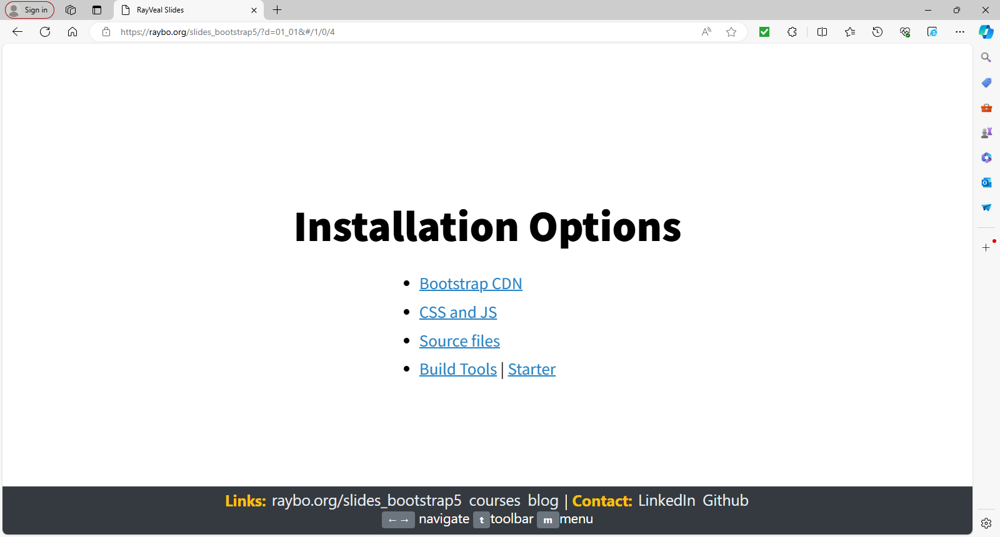 Sign in
RayVeal Slides
https://raybo.org/slides_bootstrap5/?d=01_01&#/1/0/4
Installation Options
• Bootstrap CDN
• CSS and JS
• Source files
• Build Tools | Starter
Links: raybo.org/slides_bootstrap5 courses blog | Contact: LinkedIn Github
←→ navigate t toolbar m menu